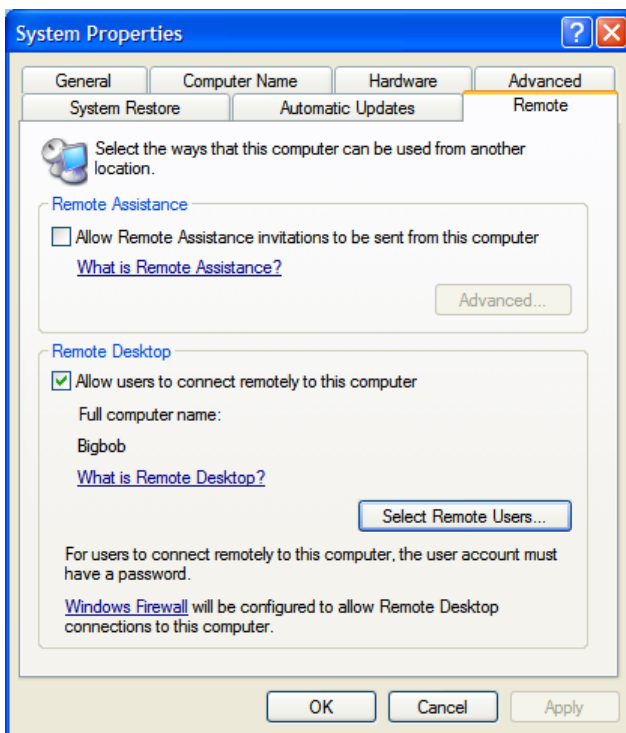 System Properties
General
Computer Name
Hardware
Advanced
System Restore
Automatic Updates
Remote
Select the ways that this computer can be used from another
location.
Remote Assistance
Allow Remote Assistance invitations to be sent from this computer
What is Remote Assistance?
Advanced...
Remote Desktop
Allow users to connect remotely to this computer
Full computer name:
Bigbob
What is Remote Desktop?
Select Remote Users...
For users to connect remotely to this computer, the user account must
have a password.
Windows Firewall will be configured to allow Remote Desktop
connections to this computer.
OK
Cancel
Apply